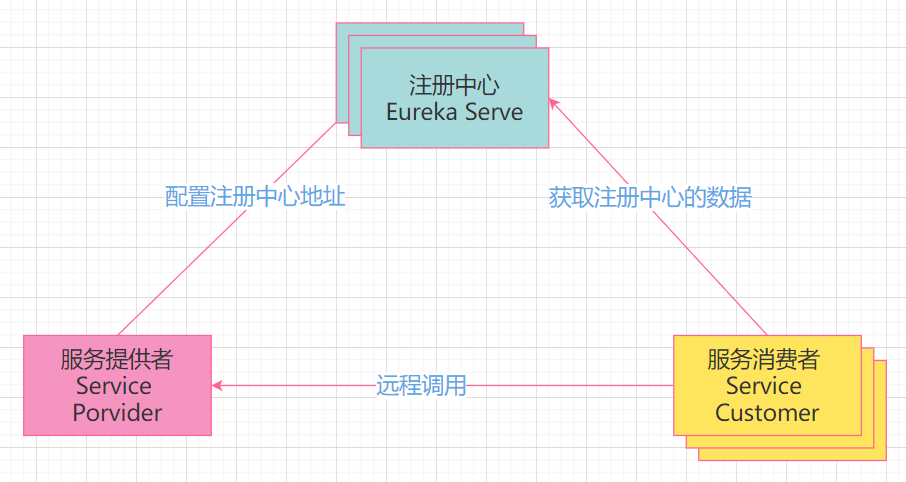 注册中心
Eureka Serve
配置注册中心地址
获取注册中心的数据
服务提供者
Service
Porvider
远程调用
服务消费者
Service
Customer